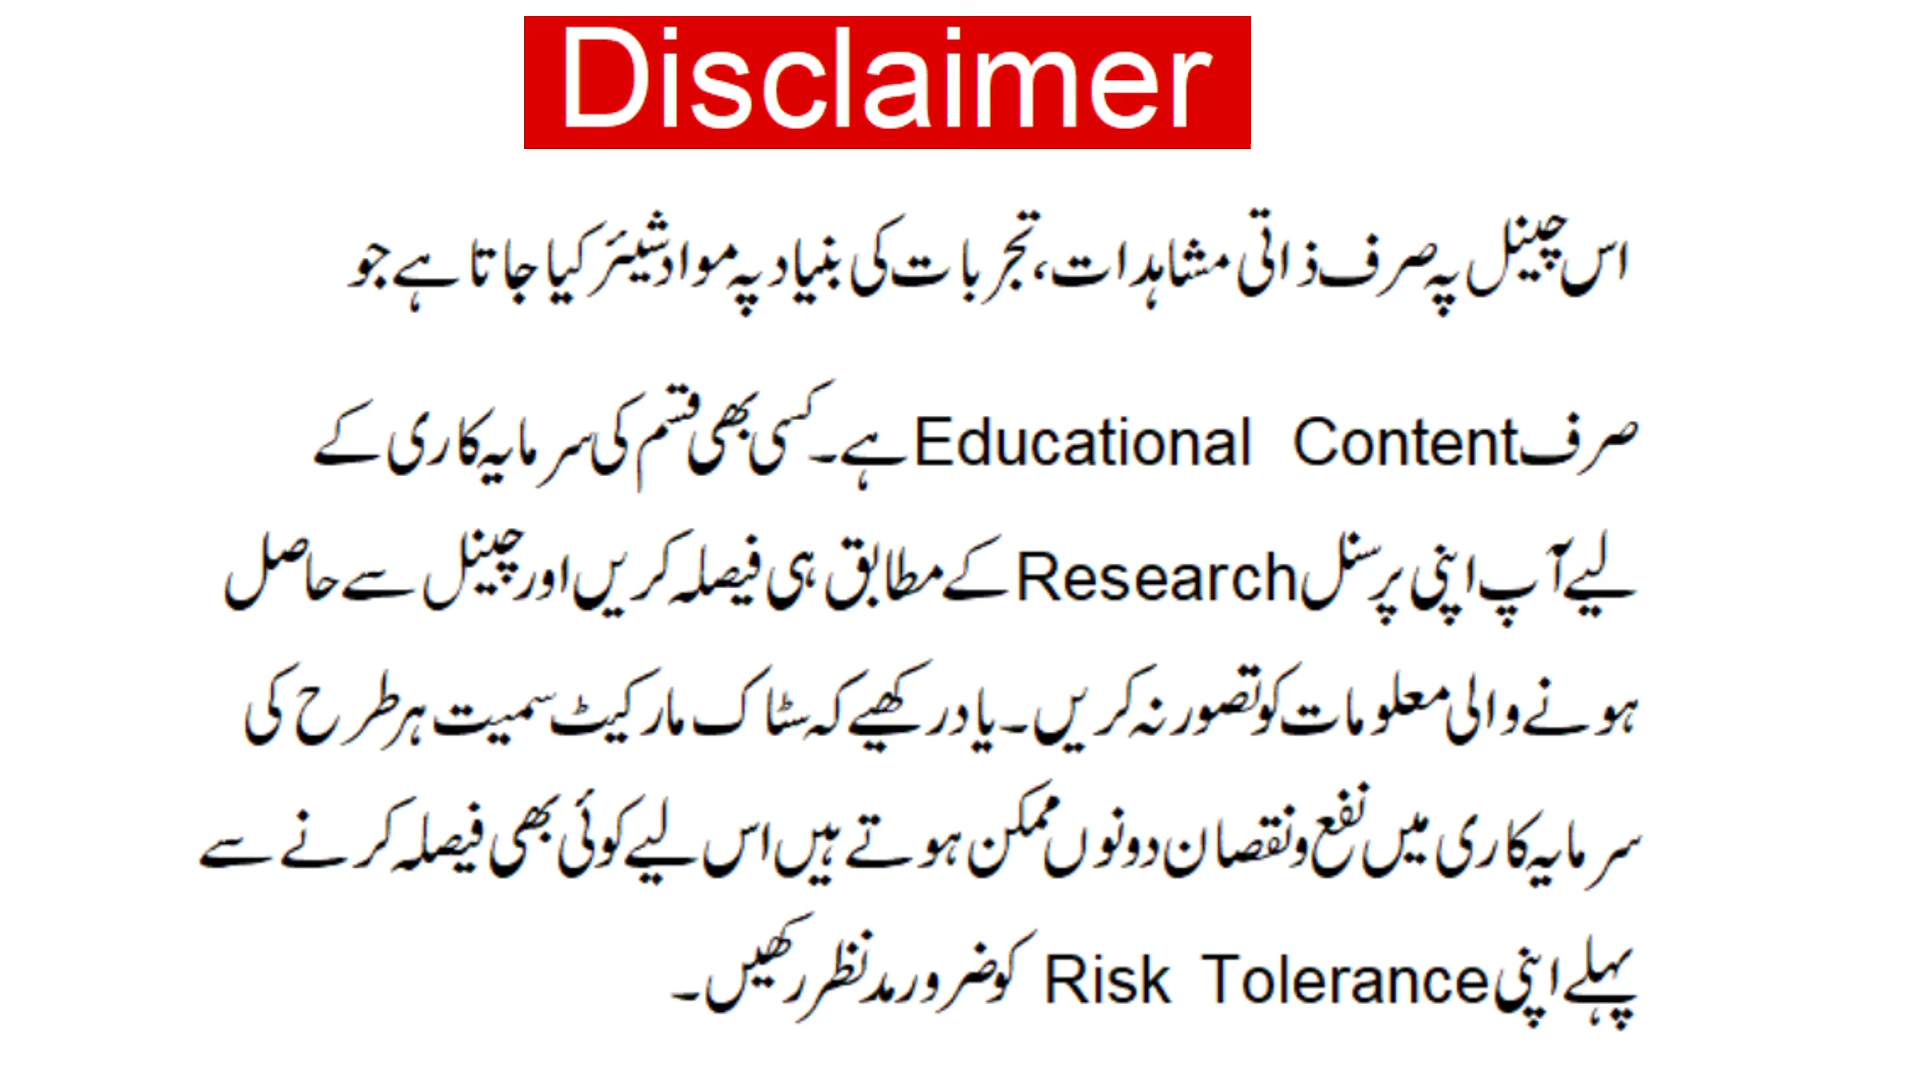 Disclaimer
اس چینل پہ صرف ذاتی مشاہدات، تجربات کی بنیاد پہ مواد شیئر کیا جاتا ہے جو
صرف Educational Content ہے۔ کسی بھی قسم کی سرمایہ کاری کے
لیے آپ اپنی پرسنل Research کے مطابق ہی فیصلہ کریں اور چینل سے حاصل
ہونے والی معلومات کو تصور نہ کریں۔ یاد رکھیے کہ سٹاک مارکیٹ سمیت ہر طرح کی
سرمایہ کاری میں نفع و نقصان دونوں ممکن ہوتے ہیں اس لیے کوئی بھی فیصلہ کرنے سے
پہلے اپنی Risk Tolerance کو ضرور مدنظر رکھیں۔